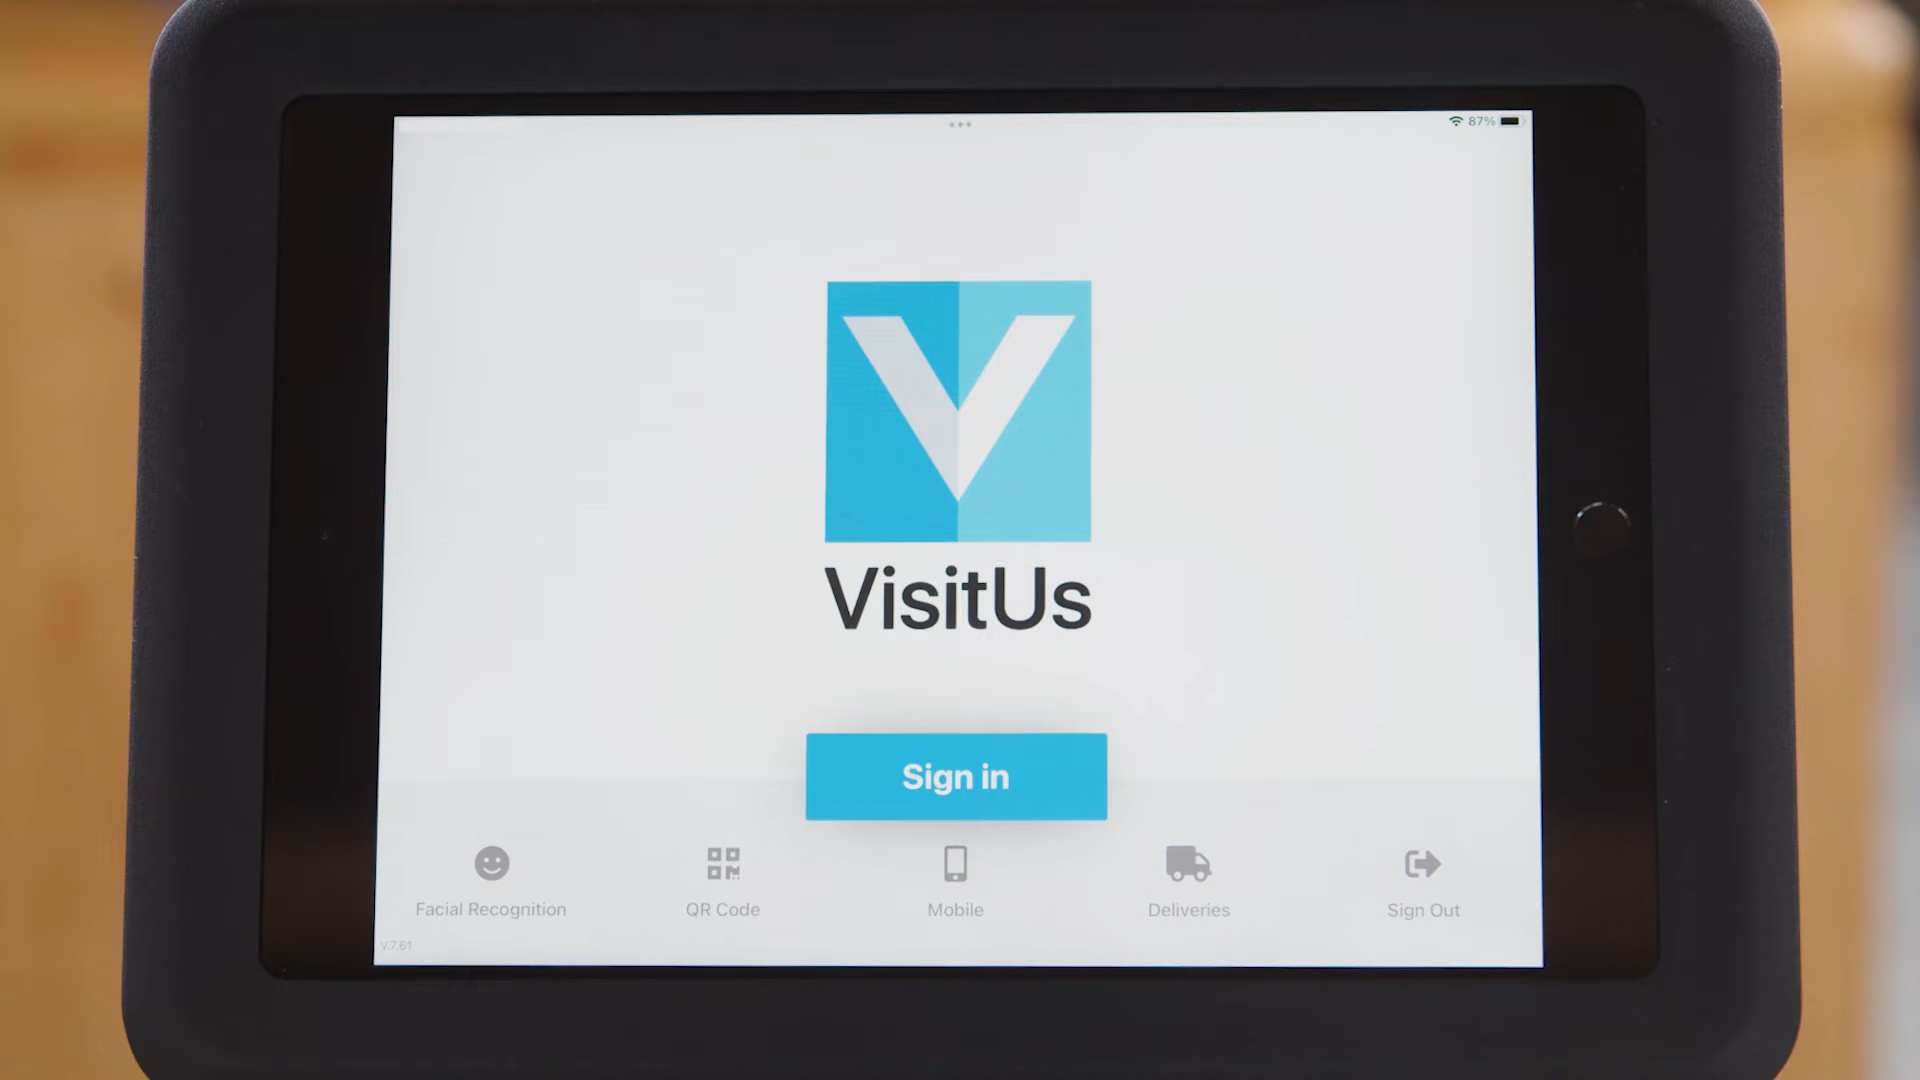 87%
VisitUs
Sign in
Facial Recognition
QR Code
Mobile
Deliveries
Sign Out
V.7.61